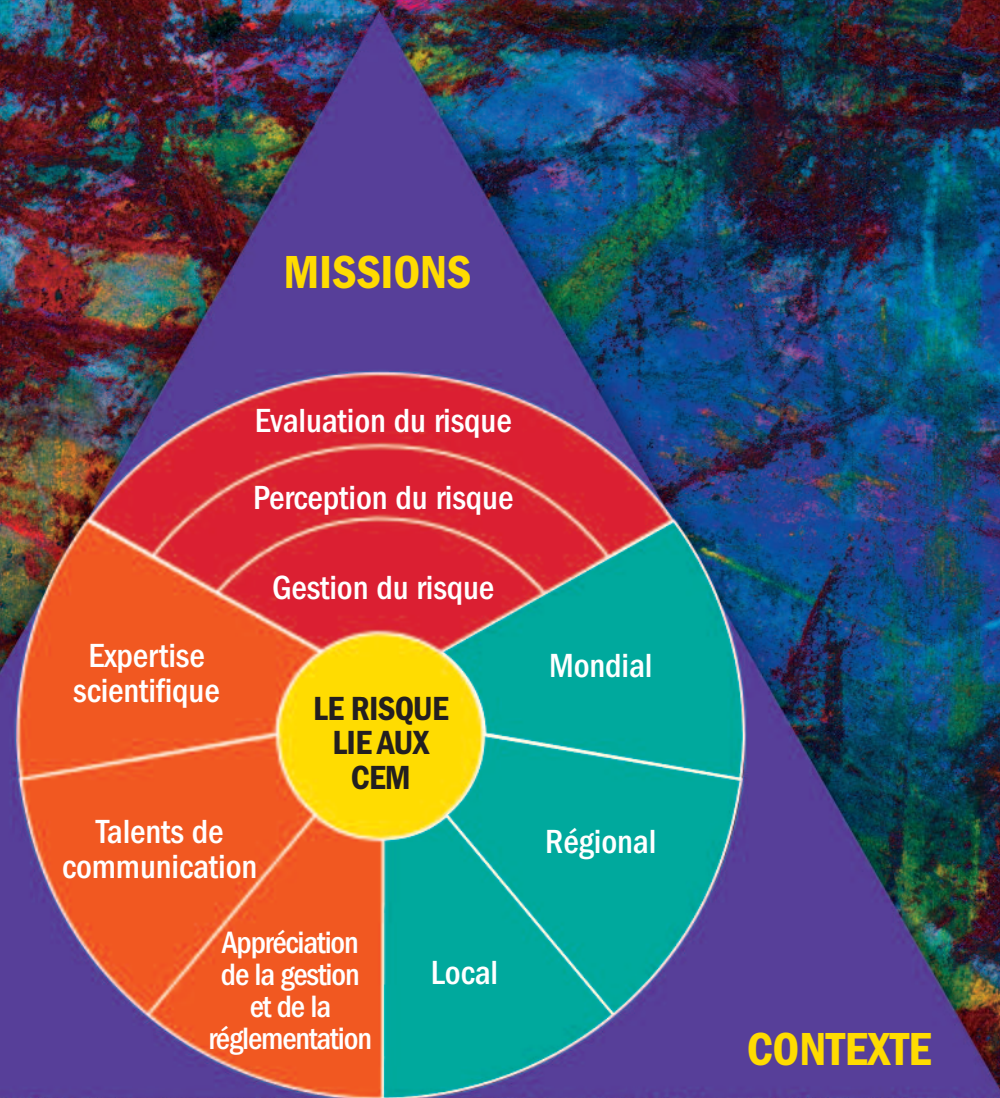 MISSIONS
Evaluation du risque
Perception du risque
Gestion du risque
Expertise
scientifique
Mondial
LE RISQUE
LIE AUX
CEM
Talents de
communication
Régional
Appréciation
de la gestion
et de la
réglementation
Local
CONTEXTE